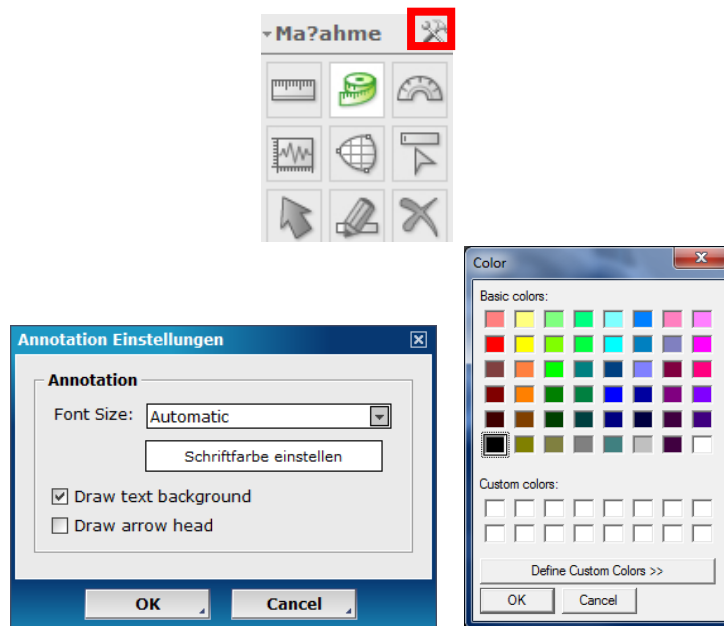 Ma?ahme
Color
Basic colors:
Annotation Einstellungen
Annotation
Font Size: Automatic
Schriftfarbe einstellen
Draw text background
Draw arrow head
OK Cancel
Custom colors:
Define Custom Colors >>
OK Cancel